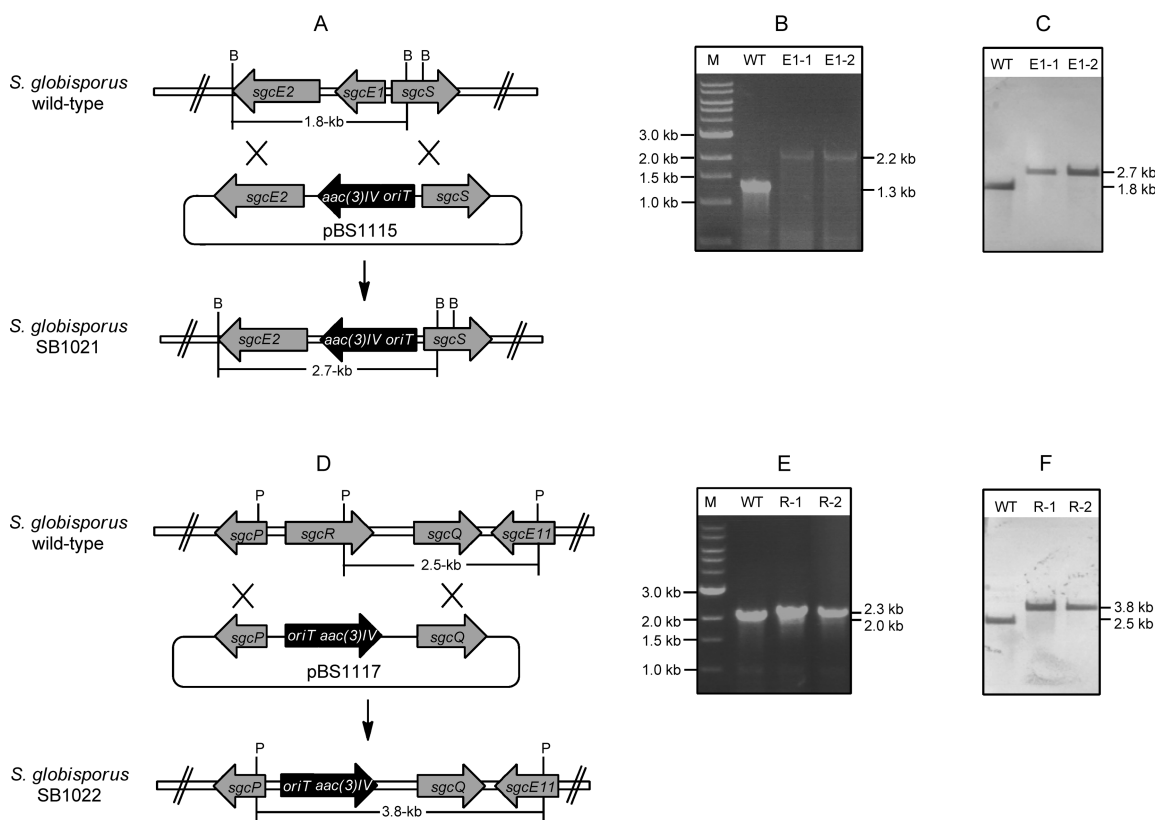 A
S. globisporus
wild-type
B
B B
sgcE2
sgcE1
sgcS
1.8-kb
sgcE2
aac(3)IV oriT
sgcS
pBS1115
S. globisporus
SB1021
B
B B
sgcE2
aac(3)IV oriT
sgcS
2.7-kb
B
M WT E1-1 E1-2
3.0 kb
2.0 kb
1.5 kb
1.0 kb
2.2 kb
1.3 kb
C
WT E1-1 E1-2
2.7 kb
1.8 kb
D
S. globisporus
wild-type
P P P
sgcP
sgcR
sgcQ
sgcE11
2.5-kb
sgcP
oriT aac(3)IV
sgcQ
pBS1117
S. globisporus
SB1022
P P
sgcP
oriT aac(3)IV
sgcQ
sgcE11
3.8-kb
E
M WT R-1 R-2
3.0 kb
2.0 kb
1.5 kb
1.0 kb
2.3 kb
2.0 kb
F
WT R-1 R-2
3.8 kb
2.5 kb